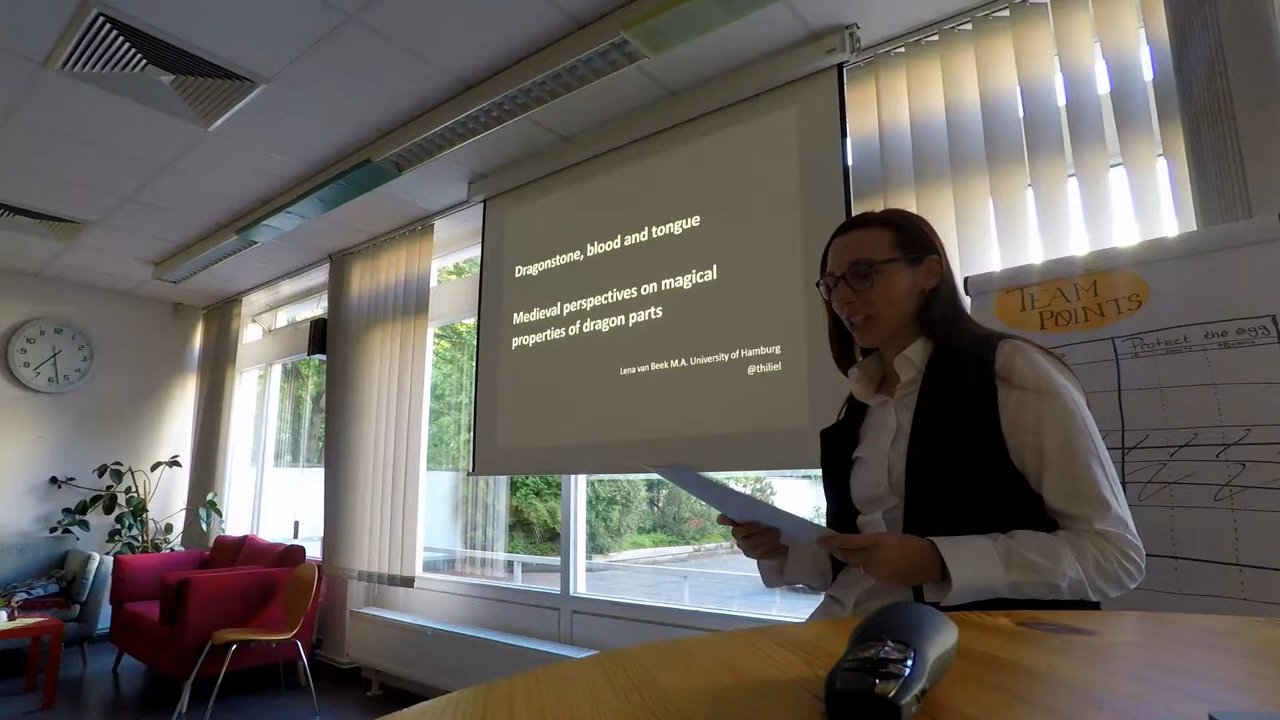 Dragonstone, blood and tongue
Medieval perspectives on magical
properties of dragon parts
Lena van Beek M.A. University of Hamburg
@thiliel
TEAM
POINTS
Protect the egg